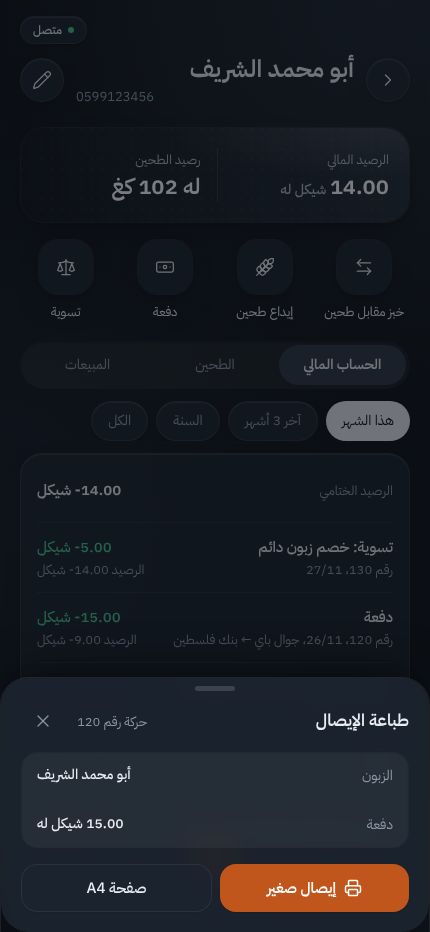 متصل
أبو محمد الشريف
0599123456
الرصيد المالي
14.00 شيكل له
رصيد الطحين
له 102 كغ
خبز مقابل طحين
إيداع طحين
دفعة
تسوية
الحساب المالي
الطحين
المبيعات
هذا الشهر
آخر 3 أشهر
السنة
الكل
الرصيد الختامي
14.00- شيكل
تسوية: خصم زبون دائم
5.00- شيكل
رقم 130، 27/11
الرصيد 14.00- شيكل
دفعة
15.00- شيكل
رقم 120، 26/11، جوال باي ← بنك فلسطين
الرصيد 9.00- شيكل
طباعة الإيصال
حركة رقم 120
الزبون
أبو محمد الشريف
دفعة
15.00 شيكل له
إيصال صغير
صفحة A4